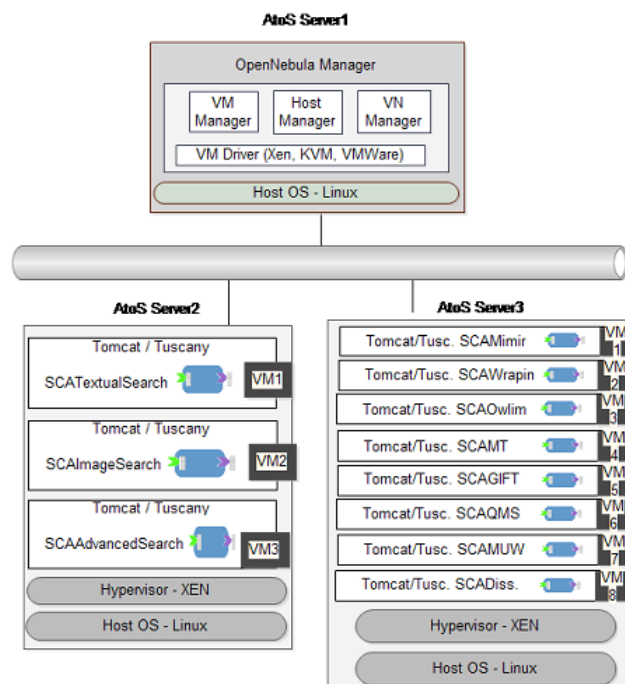 AtoS Server1
OpenNebula Manager
VM Manager
Host Manager
VN Manager
VM Driver (Xen, KVM, VMWare)
Host OS - Linux
AtoS Server2
Tomcat / Tuscany
SCATextualSearch
VM1
Tomcat / Tuscany
SCAImageSearch
VM2
Tomcat / Tuscany
SCAAdvancedSearch
VM3
Hypervisor - XEN
Host OS - Linux
AtoS Server3
Tomcat/Tusc. SCAMimir
VM 1
Tomcat/Tusc. SCAWrapin
VM 2
Tomcat/Tusc. SCAOwlim
VM 3
Tomcat/Tusc. SCAMT
VM 4
Tomcat/Tusc. SCAGIFT
VM 5
Tomcat/Tusc. SCAQMS
VM 6
Tomcat/Tusc. SCAMUW
VM 7
Tomcat/Tusc. SCADiss.
VM 8
Hypervisor - XEN
Host OS - Linux